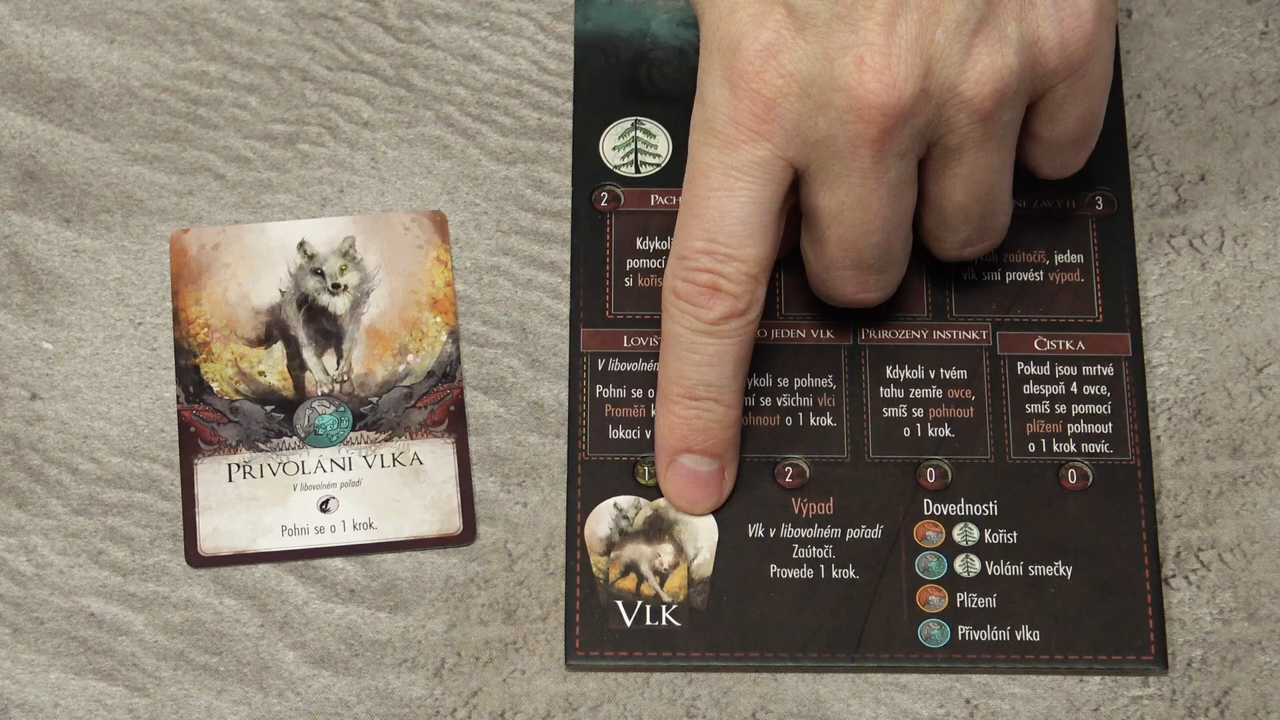 PŘIVOLÁNÍ VLKA
V libovolném pořadí
Pohni se o 1 krok.
2
3
Kdykoli
pomocí
zaútočíš, jeden
vlk smí provést výpad.
V libovolném
Pohni se o
Proměň
lokaci v
1
JEDEN VLK
se pohneš,
se všichni vlci
o 1 krok.
2
PŘIROZENÝ INSTINKT
Kdykoli v tvém
tahu zemře ovce,
smíš se pohnout
o 1 krok.
0
ČISTKA
Pokud jsou mrtvé
alespoň 4 ovce,
smíš se pomocí
plížení pohnout
o 1 krok navíc.
0
VLK
Výpad
Vlk v libovolném pořadí
Zaútočí.
Provede 1 krok.
Dovednosti
Kořist
Volání smečky
Plížení
Přivolání vlka